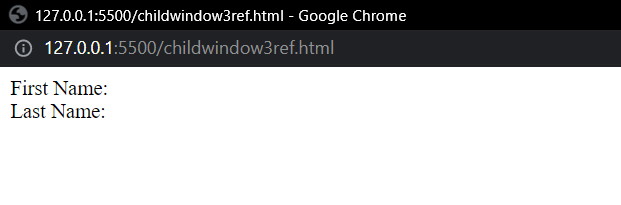 127.0.0.1:5500/childwindow3ref.html - Google Chrome
127.0.0.1:5500/childwindow3ref.html
First Name:
Last Name: